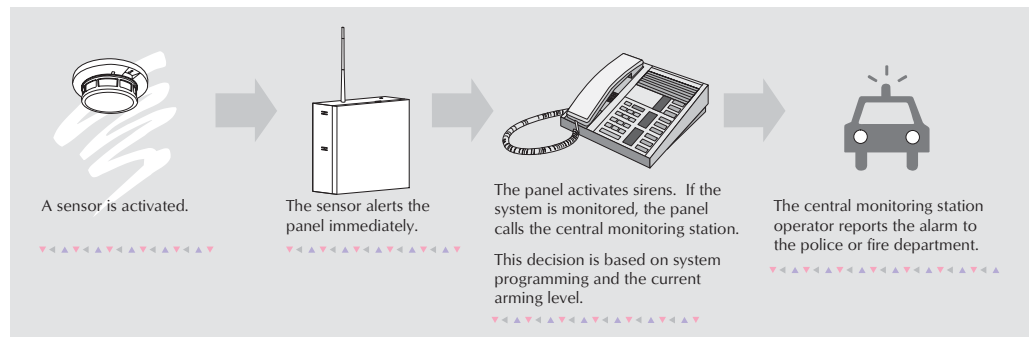 A sensor is activated.
The sensor alerts the
panel immediately.
The panel activates sirens.  If the
system is monitored, the panel
calls the central monitoring station.
This decision is based on system
programming and the current
arming level.
The central monitoring station
operator reports the alarm to
the police or fire department.